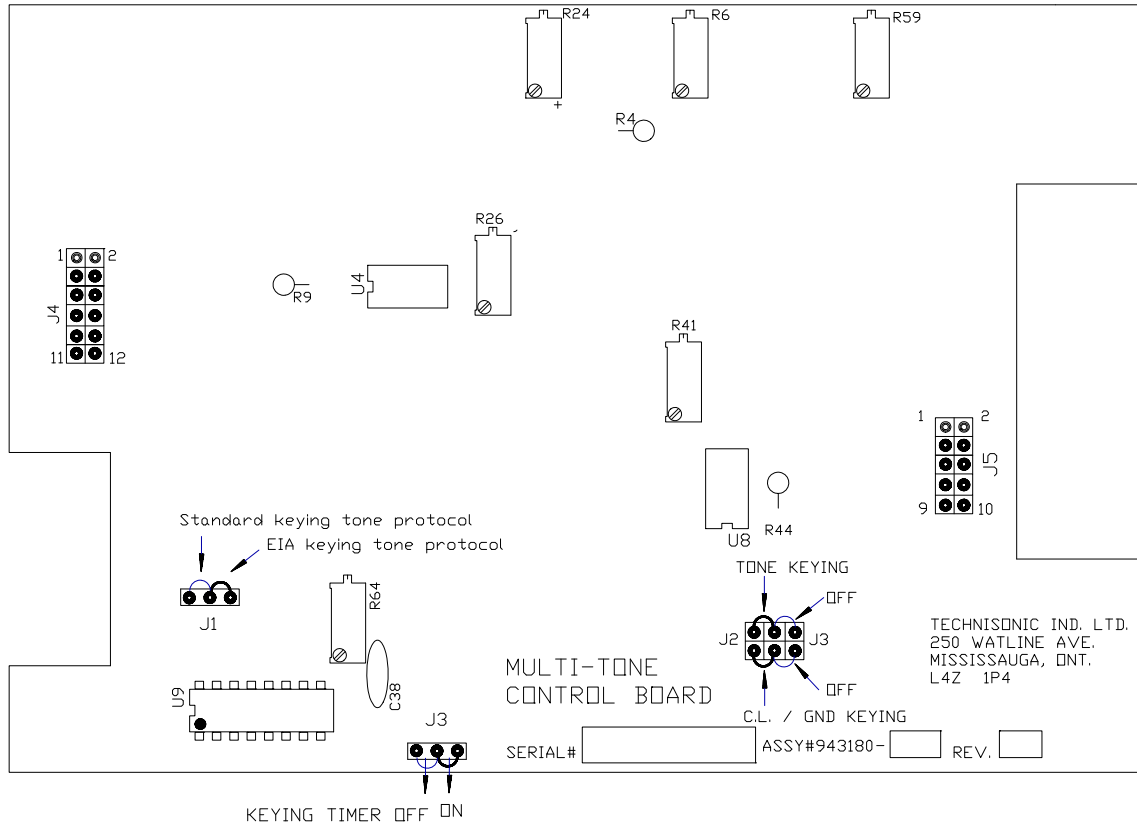 R24
R6
R59
R4
R26
1 2
R9
U4
J4
11 12
R41
1 2
J5
9 10
R44
U8
Standard keying tone protocol
EIA keying tone protocol
J1
R64
TONE KEYING
OFF
J2 J3
OFF
C.L. / GND KEYING
TECHNISONIC IND. LTD.
250 WATLINE AVE.
MISSISSAUGA, ONT.
L4Z 1P4
MULTI-TONE
CONTROL BOARD
U9
C38
J3
SERIAL#
ASSY#943180-
REV.
KEYING TIMER OFF ON